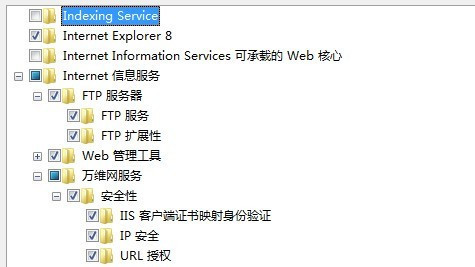 Indexing Service
Internet Explorer 8
Internet Information Services 可承载的 Web 核心
Internet 信息服务
FTP 服务器
FTP 服务
FTP 扩展性
Web 管理工具
万维网服务
安全性
IIS 客户端证书映射身份验证
IP 安全
URL 授权